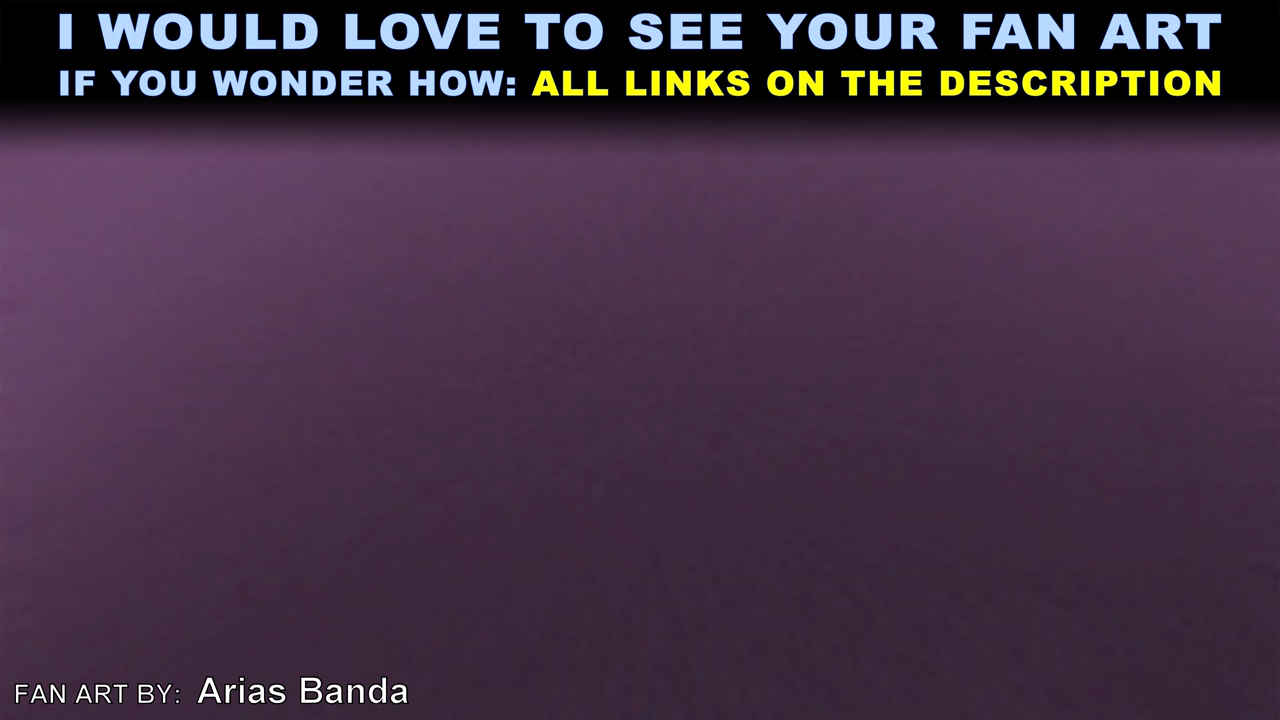 I WOULD LOVE TO SEE YOUR FAN ART
IF YOU WONDER HOW: ALL LINKS ON THE DESCRIPTION
FAN ART BY: Arias Banda